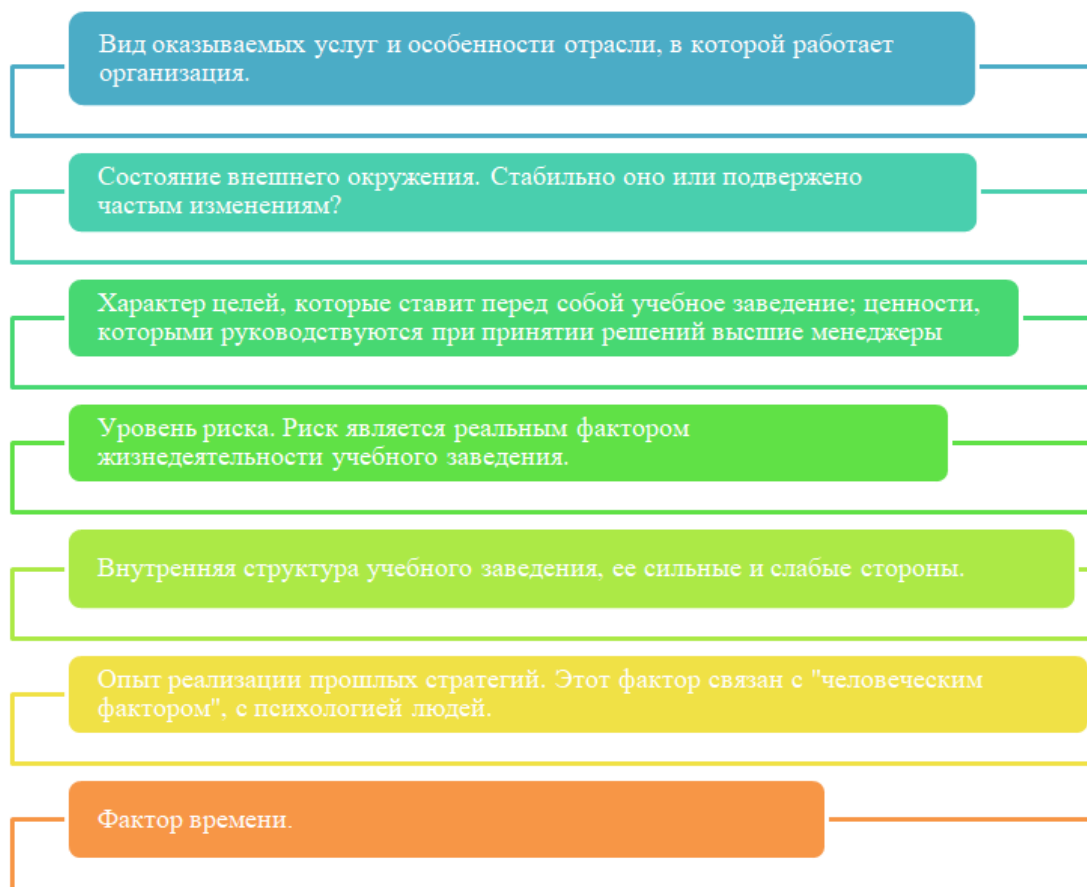 Вид оказываемых услуг и особенности отрасли, в которой работает
организация.
Состояние внешнего окружения. Стабильно оно или подвержено
частым изменениям?
Характер целей, которые ставит перед собой учебное заведение; ценности,
которыми руководствуются при принятии решений высшие менеджеры
Уровень риска. Риск является реальным фактором
жизнедеятельности учебного заведения.
Внутренняя структура учебного заведения, ее сильные и слабые стороны.
Опыт реализации прошлых стратегий. Этот фактор связан с "человеческим
фактором", с психологией людей.
Фактор времени.